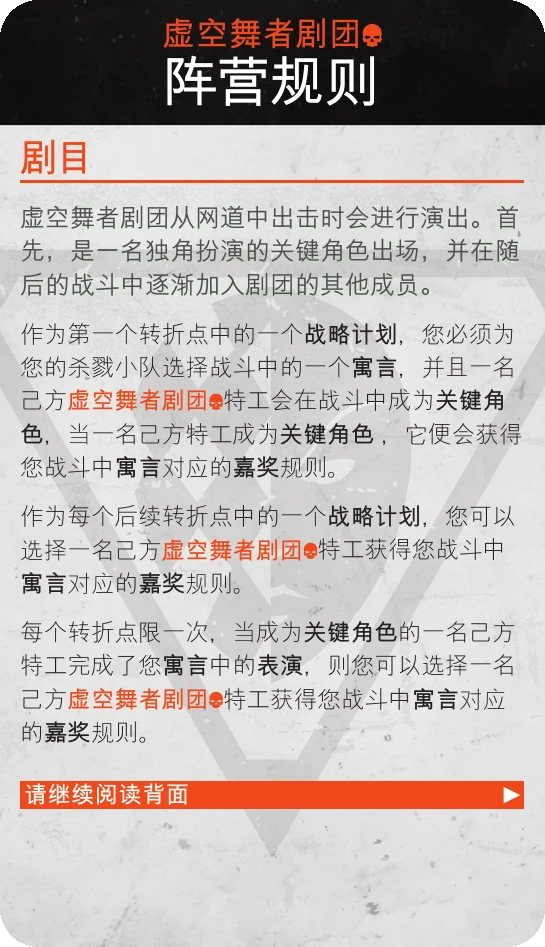 虚空舞者剧团
阵营规则
剧目
虚空舞者剧团从网道中出击时会进行演出。首
先，是一名独角扮演的关键角色出场，并在随
后的战斗中逐渐加入剧团的其他成员。
作为第一个转折点中的一个战略计划，您必须为
您的杀戮小队选择战斗中的一个寓言，并且一名
己方虚空舞者剧团特工会在战斗中成为关键角
色，当一名己方特工成为关键角色，它便会获得
您战斗中寓言对应的嘉奖规则。
作为每个后续转折点中的一个战略计划，您可以
选择一名己方虚空舞者剧团特工获得您战斗中
寓言对应的嘉奖规则。
每个转折点限一次，当成为关键角色的一名己方
特工完成了您寓言中的表演，则您可以选择一名
己方虚空舞者剧团特工获得您战斗中寓言对应
的嘉奖规则。
请继续阅读背面